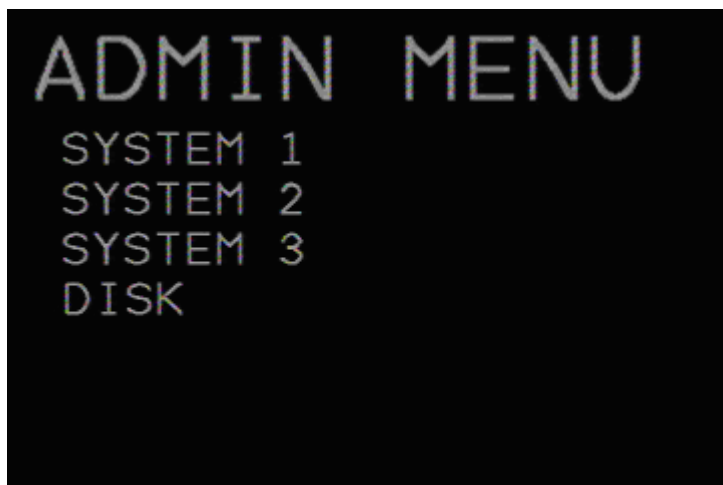 ADMIN MENU
SYSTEM 1
SYSTEM 2
SYSTEM 3
DISK